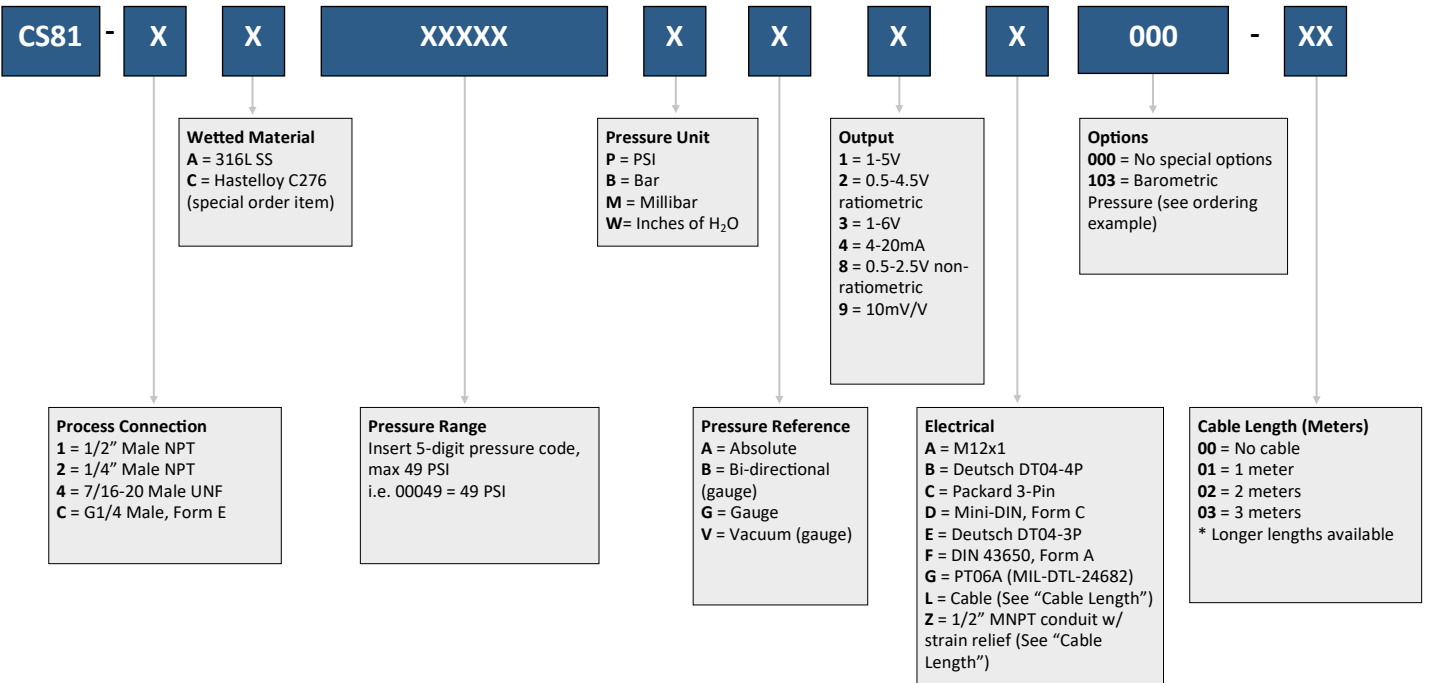 CS81 - X X XXXXX X X X X 000 - XX
Wetted Material
A = 316L SS
C = Hastelloy C276
(special order item)
Pressure Unit
P = PSI
B = Bar
M = Millibar
W= Inches of H₂O
Output
1 = 1-5V
2 = 0.5-4.5V
ratiometric
3 = 1-6V
4 = 4-20mA
8 = 0.5-2.5V non-
ratiometric
9 = 10mV/V
Options
000 = No special options
103 = Barometric
Pressure (see ordering
example)
Process Connection
1 = 1/2” Male NPT
2 = 1/4” Male NPT
4 = 7/16-20 Male UNF
C = G1/4 Male, Form E
Pressure Range
Insert 5-digit pressure code,
max 49 PSI
i.e. 00049 = 49 PSI
Pressure Reference
A = Absolute
B = Bi-directional
(gauge)
G = Gauge
V = Vacuum (gauge)
Electrical
A = M12x1
B = Deutsch DT04-4P
C = Packard 3-Pin
D = Mini-DIN, Form C
E = Deutsch DT04-3P
F = DIN 43650, Form A
G = PT06A (MIL-DTL-24682)
L = Cable (See “Cable Length”)
Z = 1/2” MNPT conduit w/
strain relief (See “Cable
Length”)
Cable Length (Meters)
00 = No cable
01 = 1 meter
02 = 2 meters
03 = 3 meters
* Longer lengths available